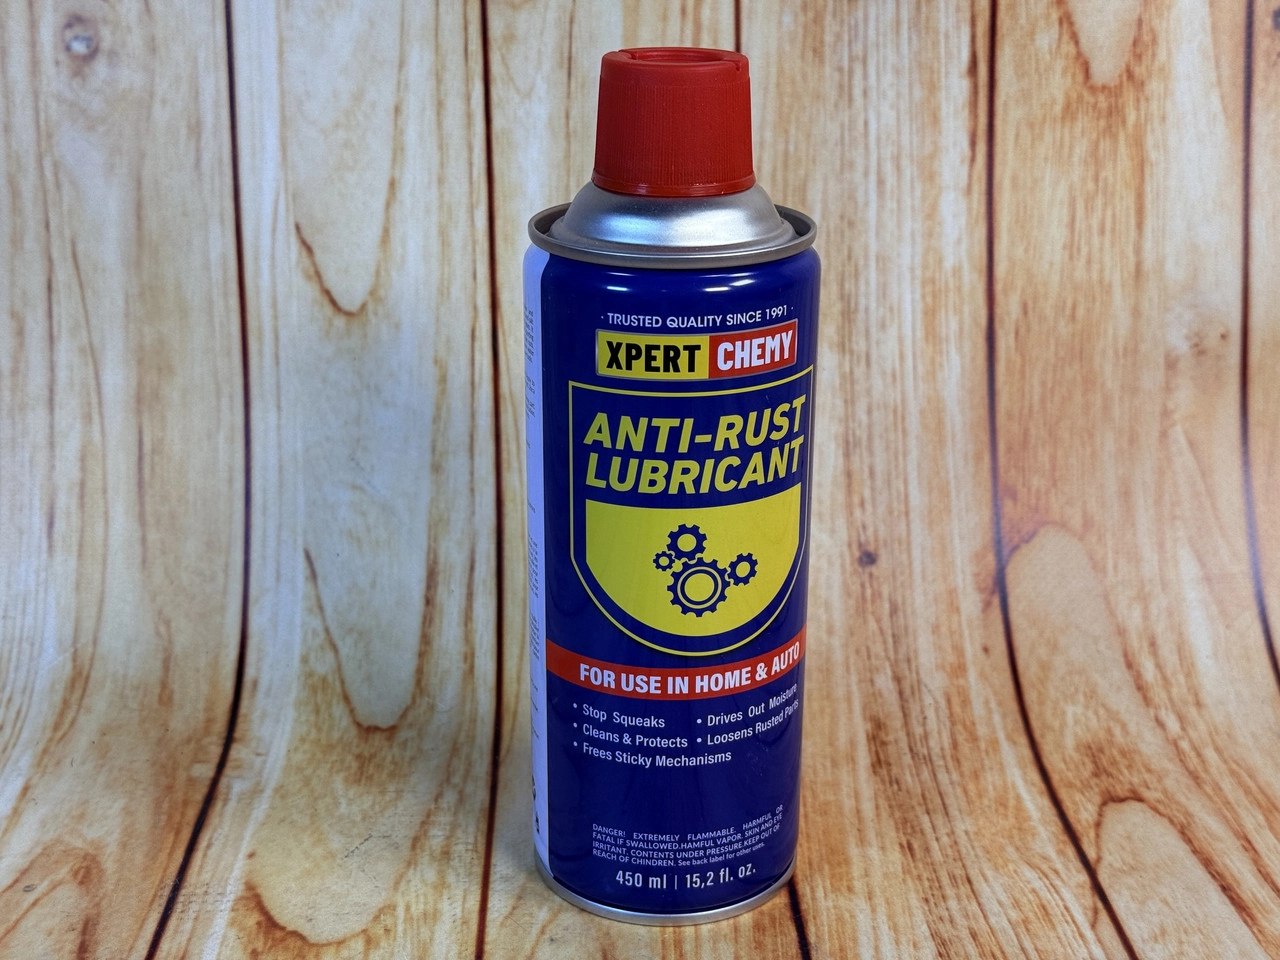 · TRUSTED QUALITY SINCE 1991 ·
XPERT CHEMY
ANTI-RUST
LUBRICANT
FOR USE IN HOME & AUTO
• Stop Squeaks
• Cleans & Protects
• Frees Sticky Mechanisms
• Drives Out Moisture
• Loosens Rusted Parts
DANGER! EXTREMELY FLAMMABLE. HARMFUL OR
FATAL IF SWALLOWED.HAMFUL VAPOR. SKIN AND EYE
IRRITANT. CONTENTS UNDER PRESSURE.KEEP OUT OF
REACH OF CHINDREN. See back label for other uses.
450 ml | 15,2 fl. oz.